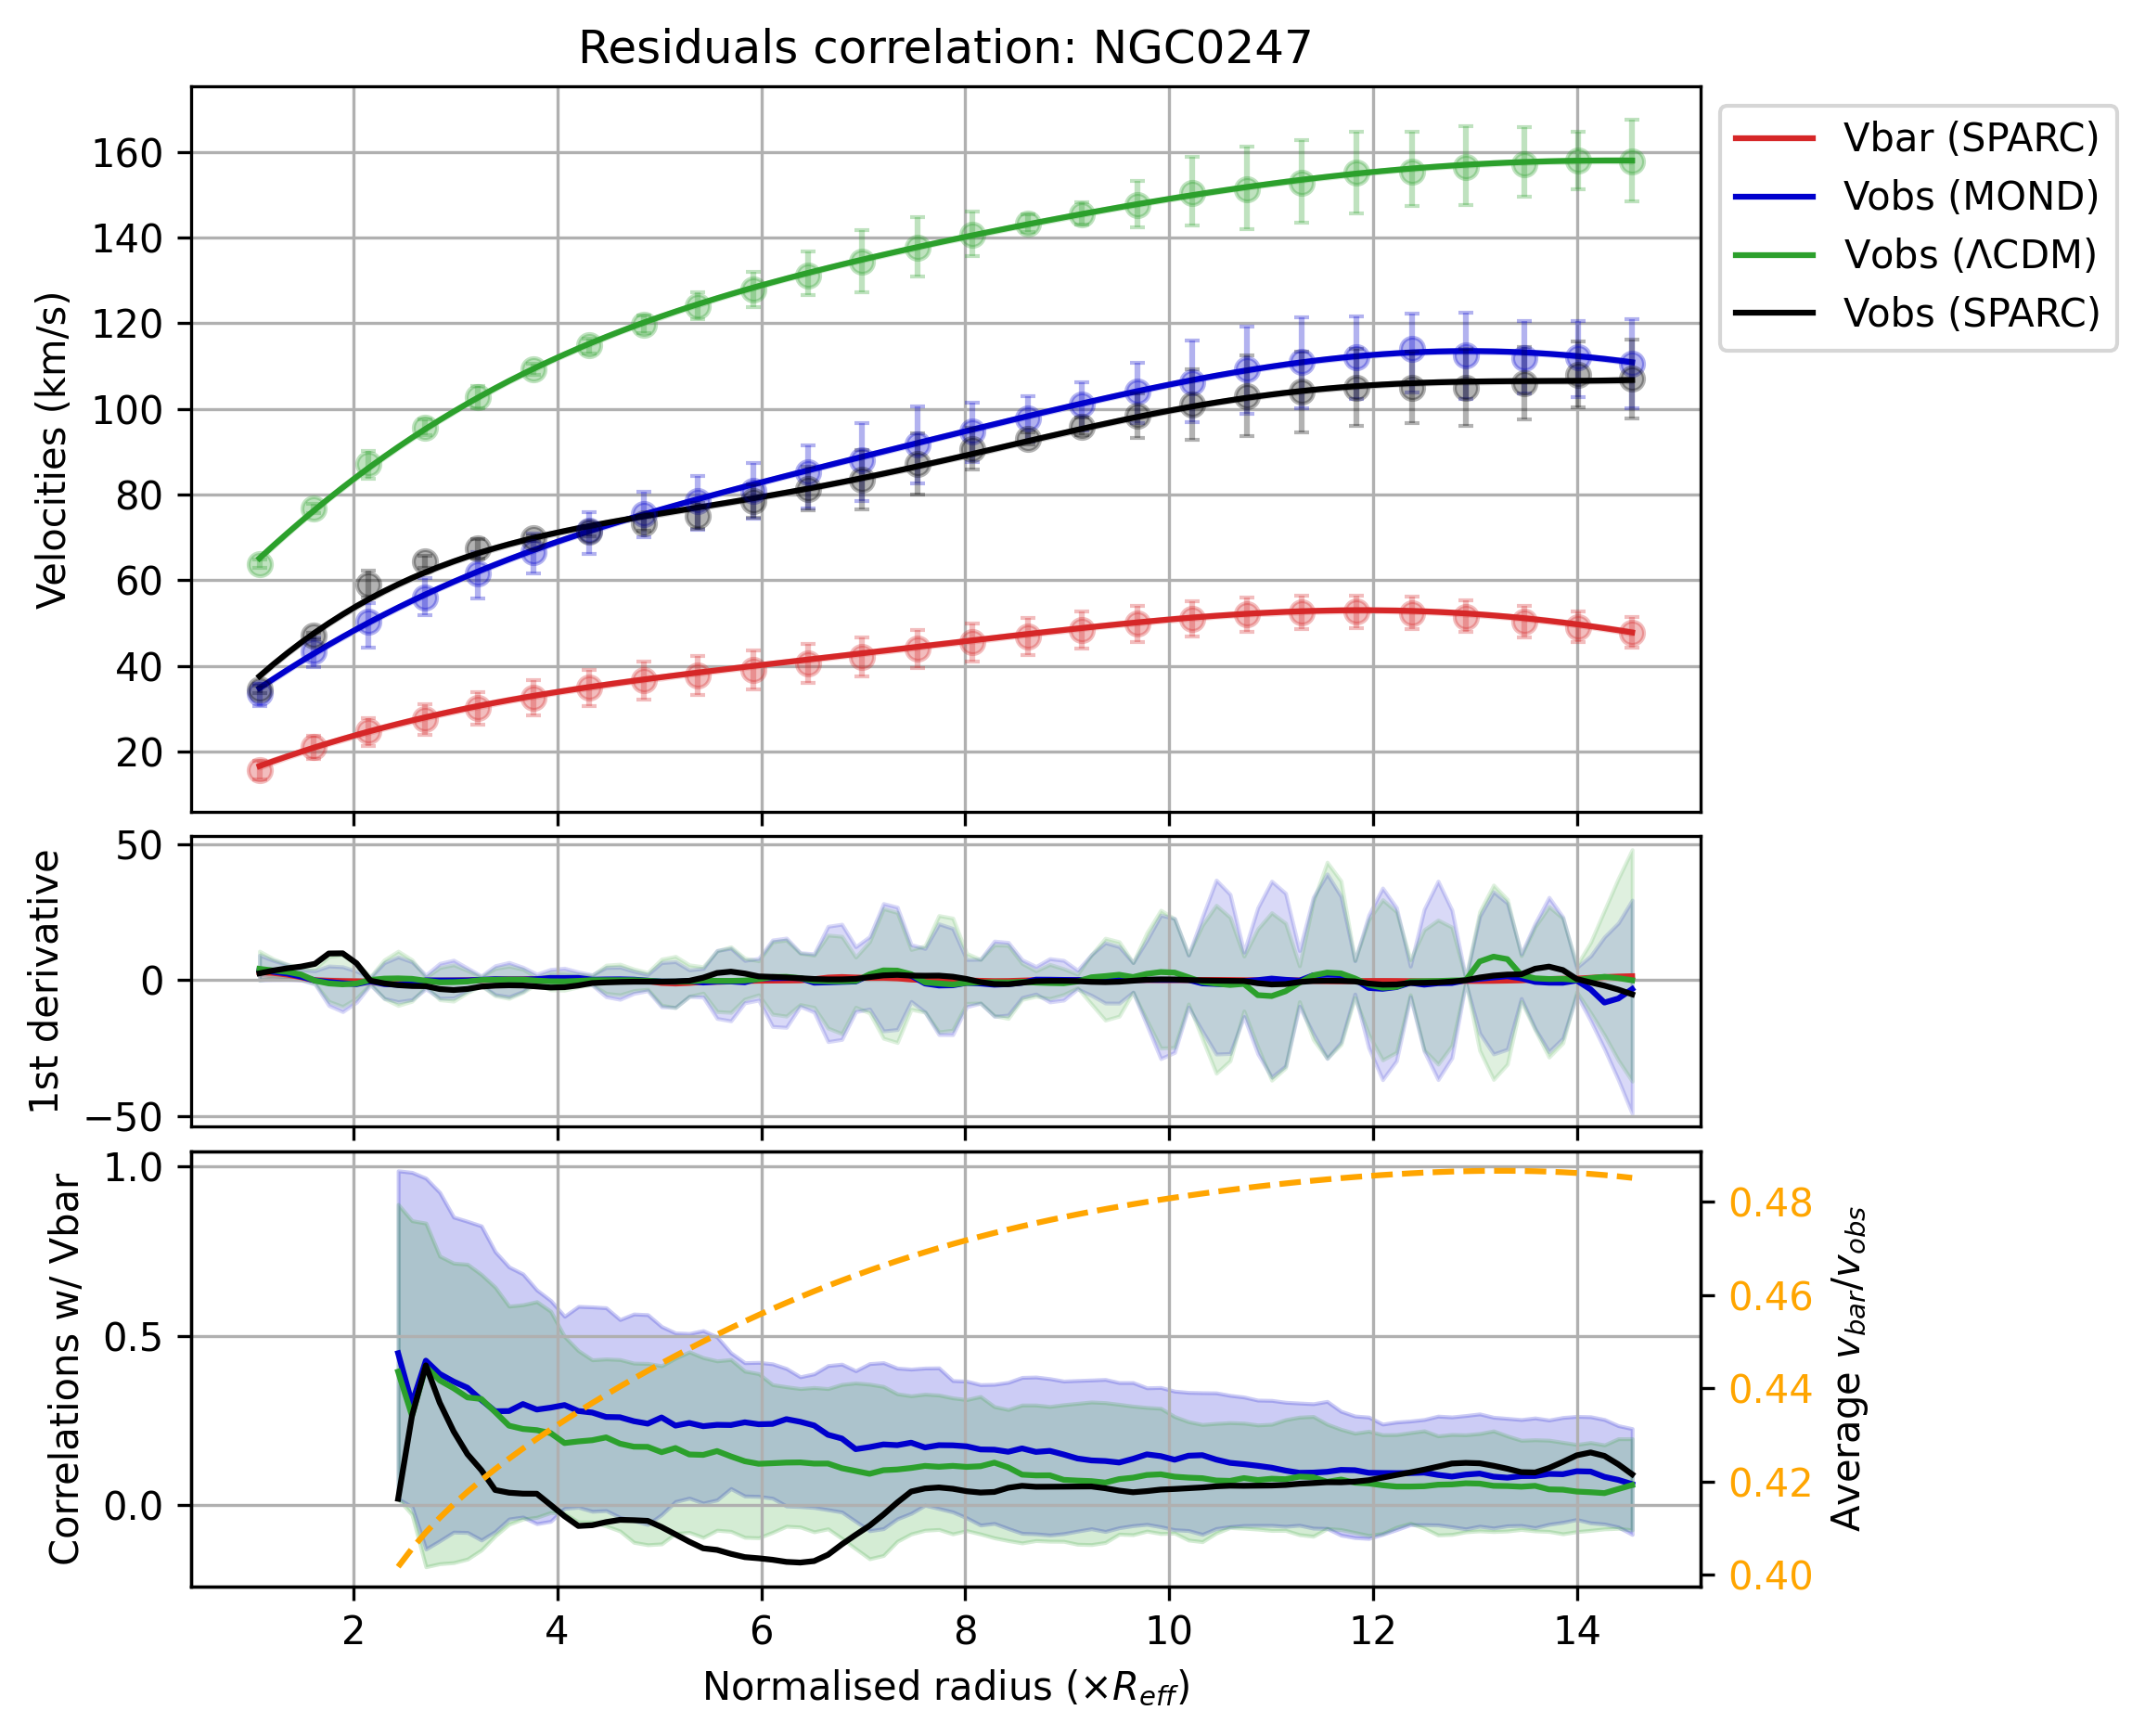 Residuals correlation: NGC0247
Velocities (km/s)
160
140
120
100
80
60
40
20
Vbar (SPARC)
Vobs (MOND)
Vobs (ΛCDM)
Vobs (SPARC)
1st derivative
50
0
−50
Correlations w/ Vbar
1.0
0.5
0.0
0.48
0.46
0.44
0.42
0.40
Average v_bar/v_obs
2 4 6 8 10 12 14
Normalised radius (×R_eff)